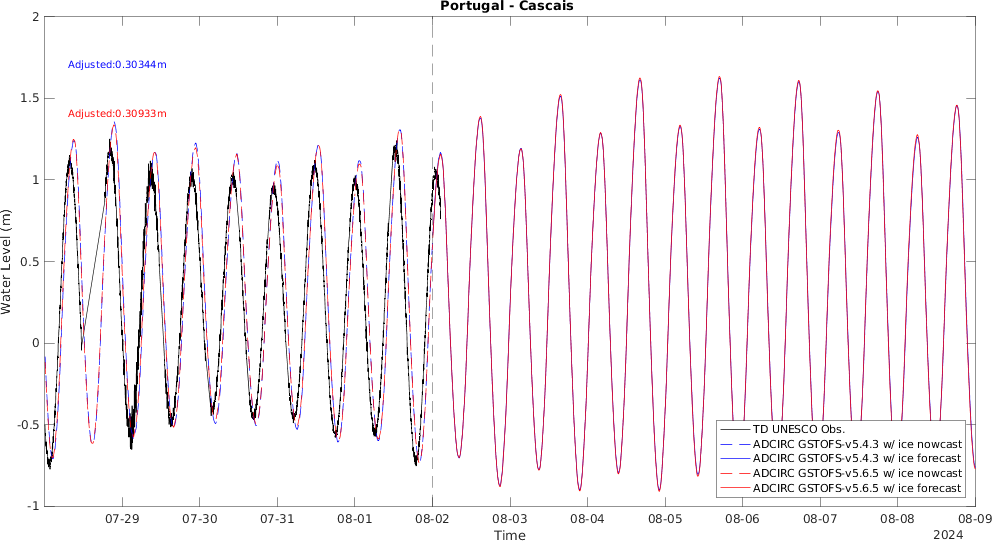 Portugal - Cascais
2
Adjusted:0.30344m
1.5
Adjusted:0.30933m
1
0.5
0
-0.5
-1
Water Level (m)
TD UNESCO Obs.
ADCIRC GSTOFS-v5.4.3 w/ ice nowcast
ADCIRC GSTOFS-v5.4.3 w/ ice forecast
ADCIRC GSTOFS-v5.6.5 w/ ice nowcast
ADCIRC GSTOFS-v5.6.5 w/ ice forecast
07-29 07-30 07-31 08-01 08-02 08-03 08-04 08-05 08-06 08-07 08-08 08-09
Time
2024